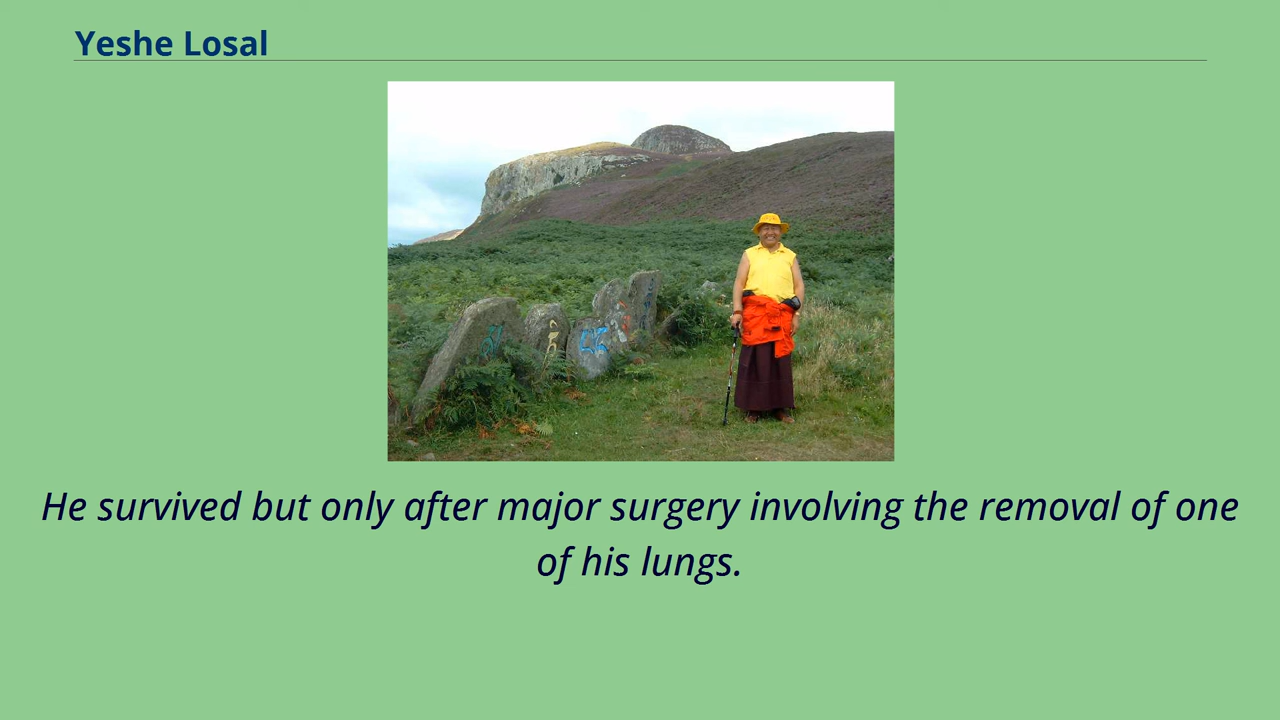 Yeshe Losal
He survived but only after major surgery involving the removal of one
of his lungs.